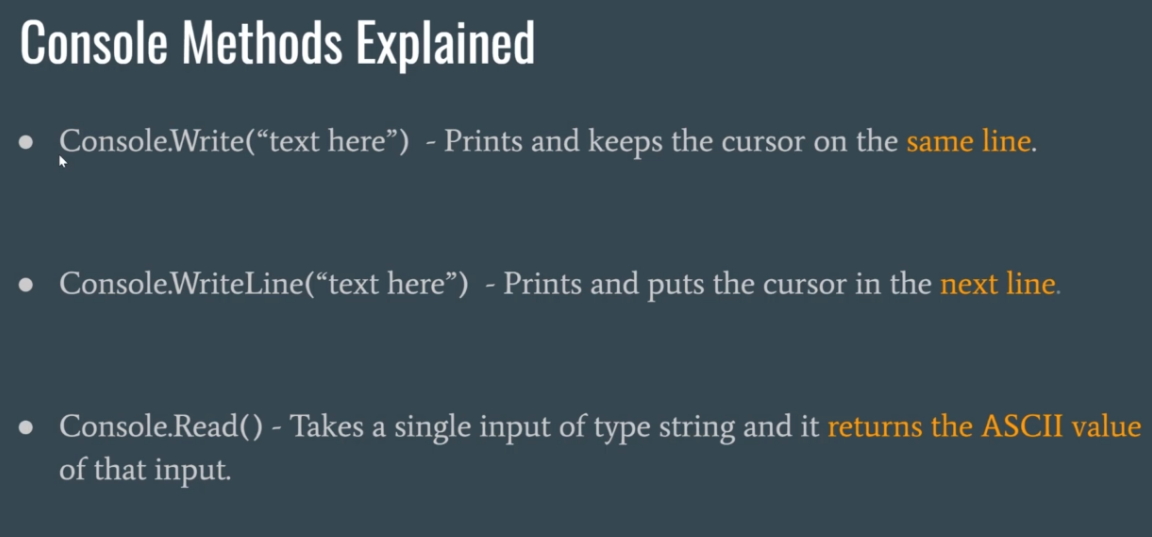 Console Methods Explained
● Console.Write(“text here”) - Prints and keeps the cursor on the same line.
● Console.WriteLine(“text here”) - Prints and puts the cursor in the next line.
● Console.Read() - Takes a single input of type string and it returns the ASCII value
of that input.